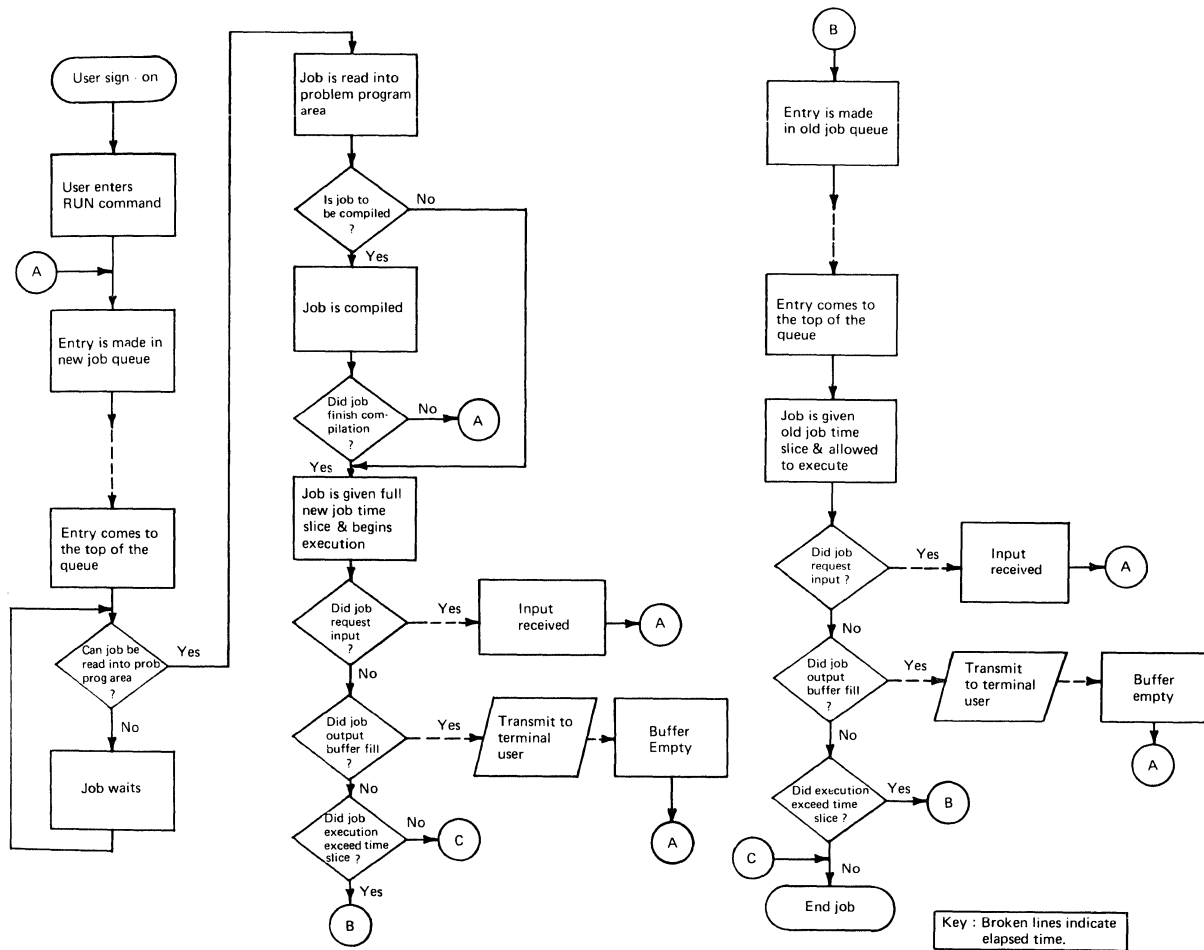 User sign - on
User enters
RUN command
A
Entry is made in
new job queue
Entry comes to
the top of the
queue
Can job be
read into prob
prog area
?
Yes
No
Job waits
Job is read into
problem program
area
Is job to
be compiled
?
No
Yes
Job is compiled
Did job
finish com-
pilation
?
No
A
Yes
Job is given full
new job time
slice & begins
execution
Did job
request
input
?
Yes
Input
received
A
No
Did job
output
buffer fill
?
Yes
Transmit to
terminal
user
Buffer
Empty
A
No
Did job
execution
exceed time
slice ?
No
C
Yes
B
B
Entry is made
in old job queue
Entry comes to
the top of the
queue
Job is given
old job time
slice & allowed
to execute
Did job
request
input ?
Yes
Input
received
A
No
Did job
output
buffer fill
?
Yes
Transmit
to terminal
user
Buffer
empty
A
No
Did execution
exceed time
slice ?
Yes
B
C
No
End job
Key : Broken lines indicate
elapsed time.